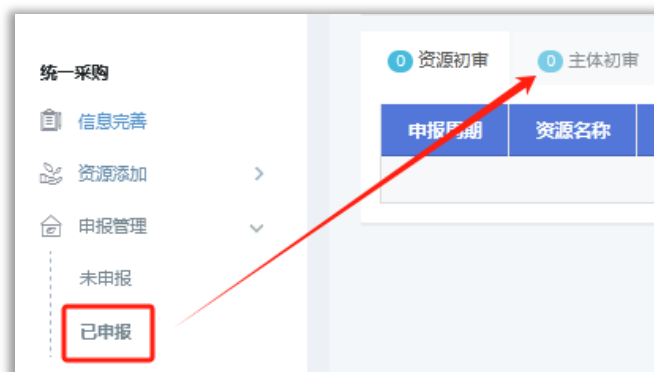 统一采购
信息完善
资源添加
申报管理
未申报
已申报
0 资源初审 0 主体初审
申报周期 资源名称